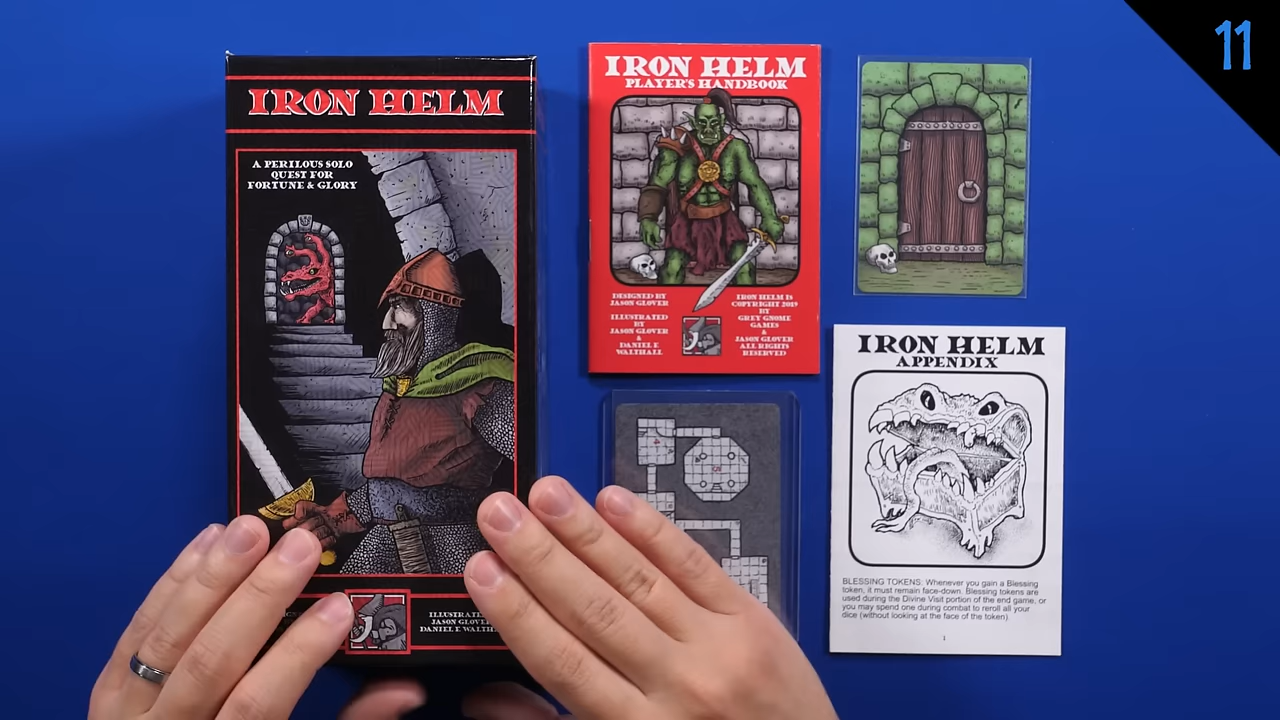 11
IRON HELM
A PERILOUS SOLO
QUEST FOR
FORTUNE & GLORY
ILLUSTRATE
JASON GLOVE
DANIEL F. WALTHA
IRON HELM
PLAYER'S HANDBOOK
DESIGNED BY
JASON GLOVER
ILLUSTRATED
BY
JASON GLOVER
&
DANIEL F.
WALTHALL
IRON HELM IS
COPYRIGHT 2019
BY
GREY GNOME
GAMES
&
JASON GLOVER
ALL RIGHTS
RESERVED
IRON HELM
APPENDIX
BLESSING TOKENS: Whenever you gain a Blessing
token, it must remain face-down. Blessing tokens are
used during the Divine Visit portion of the end game, or
you may spend one during combat to reroll all your
dice (without looking at the face of the token).
1